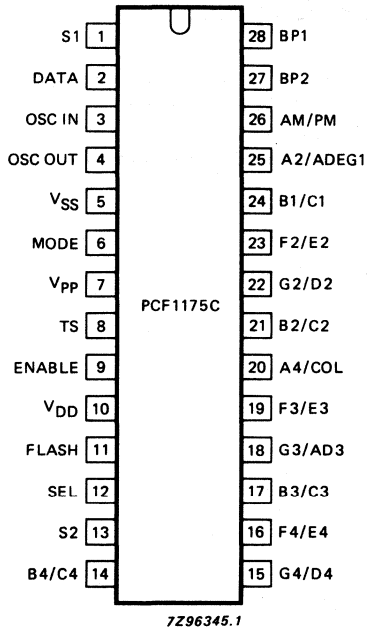 S1 1 28 BP1
DATA 2 27 BP2
OSC IN 3 26 AM/PM
OSC OUT 4 25 A2/ADEG1
VSS 5 24 B1/C1
MODE 6 23 F2/E2
VPP 7 22 G2/D2
PCF1175C
TS 8 21 B2/C2
ENABLE 9 20 A4/COL
VDD 10 19 F3/E3
FLASH 11 18 G3/AD3
SEL 12 17 B3/C3
S2 13 16 F4/E4
B4/C4 14 15 G4/D4
7Z96345.1